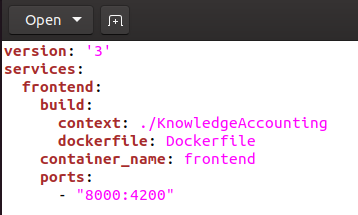 Open
version: '3'
services:
  frontend:
    build:
      context: ./KnowledgeAccounting
      dockerfile: Dockerfile
    container_name: frontend
    ports:
      - "8000:4200"